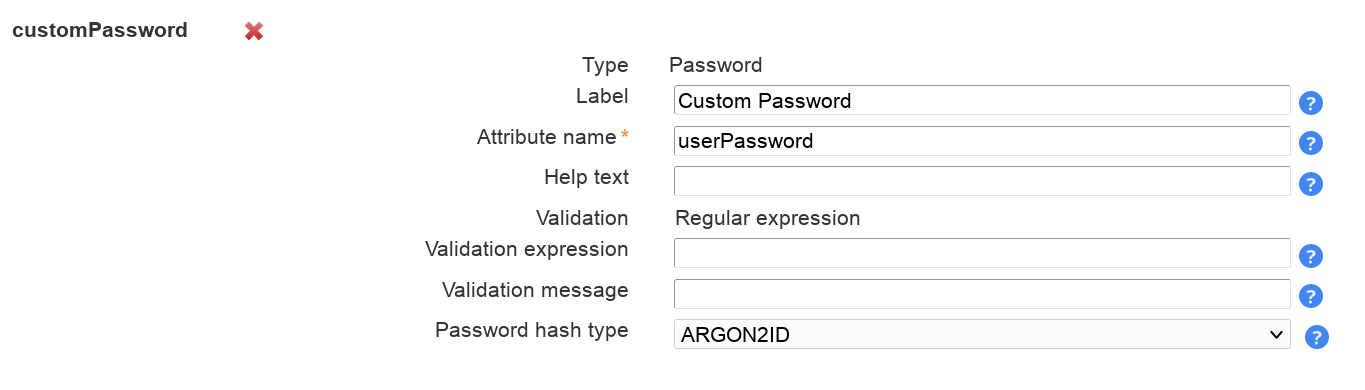 customPassword
Type Password
Label Custom Password ?
Attribute name * userPassword ?
Help text ?
Validation Regular expression
Validation expression ?
Validation message ?
Password hash type ARGON2ID ?